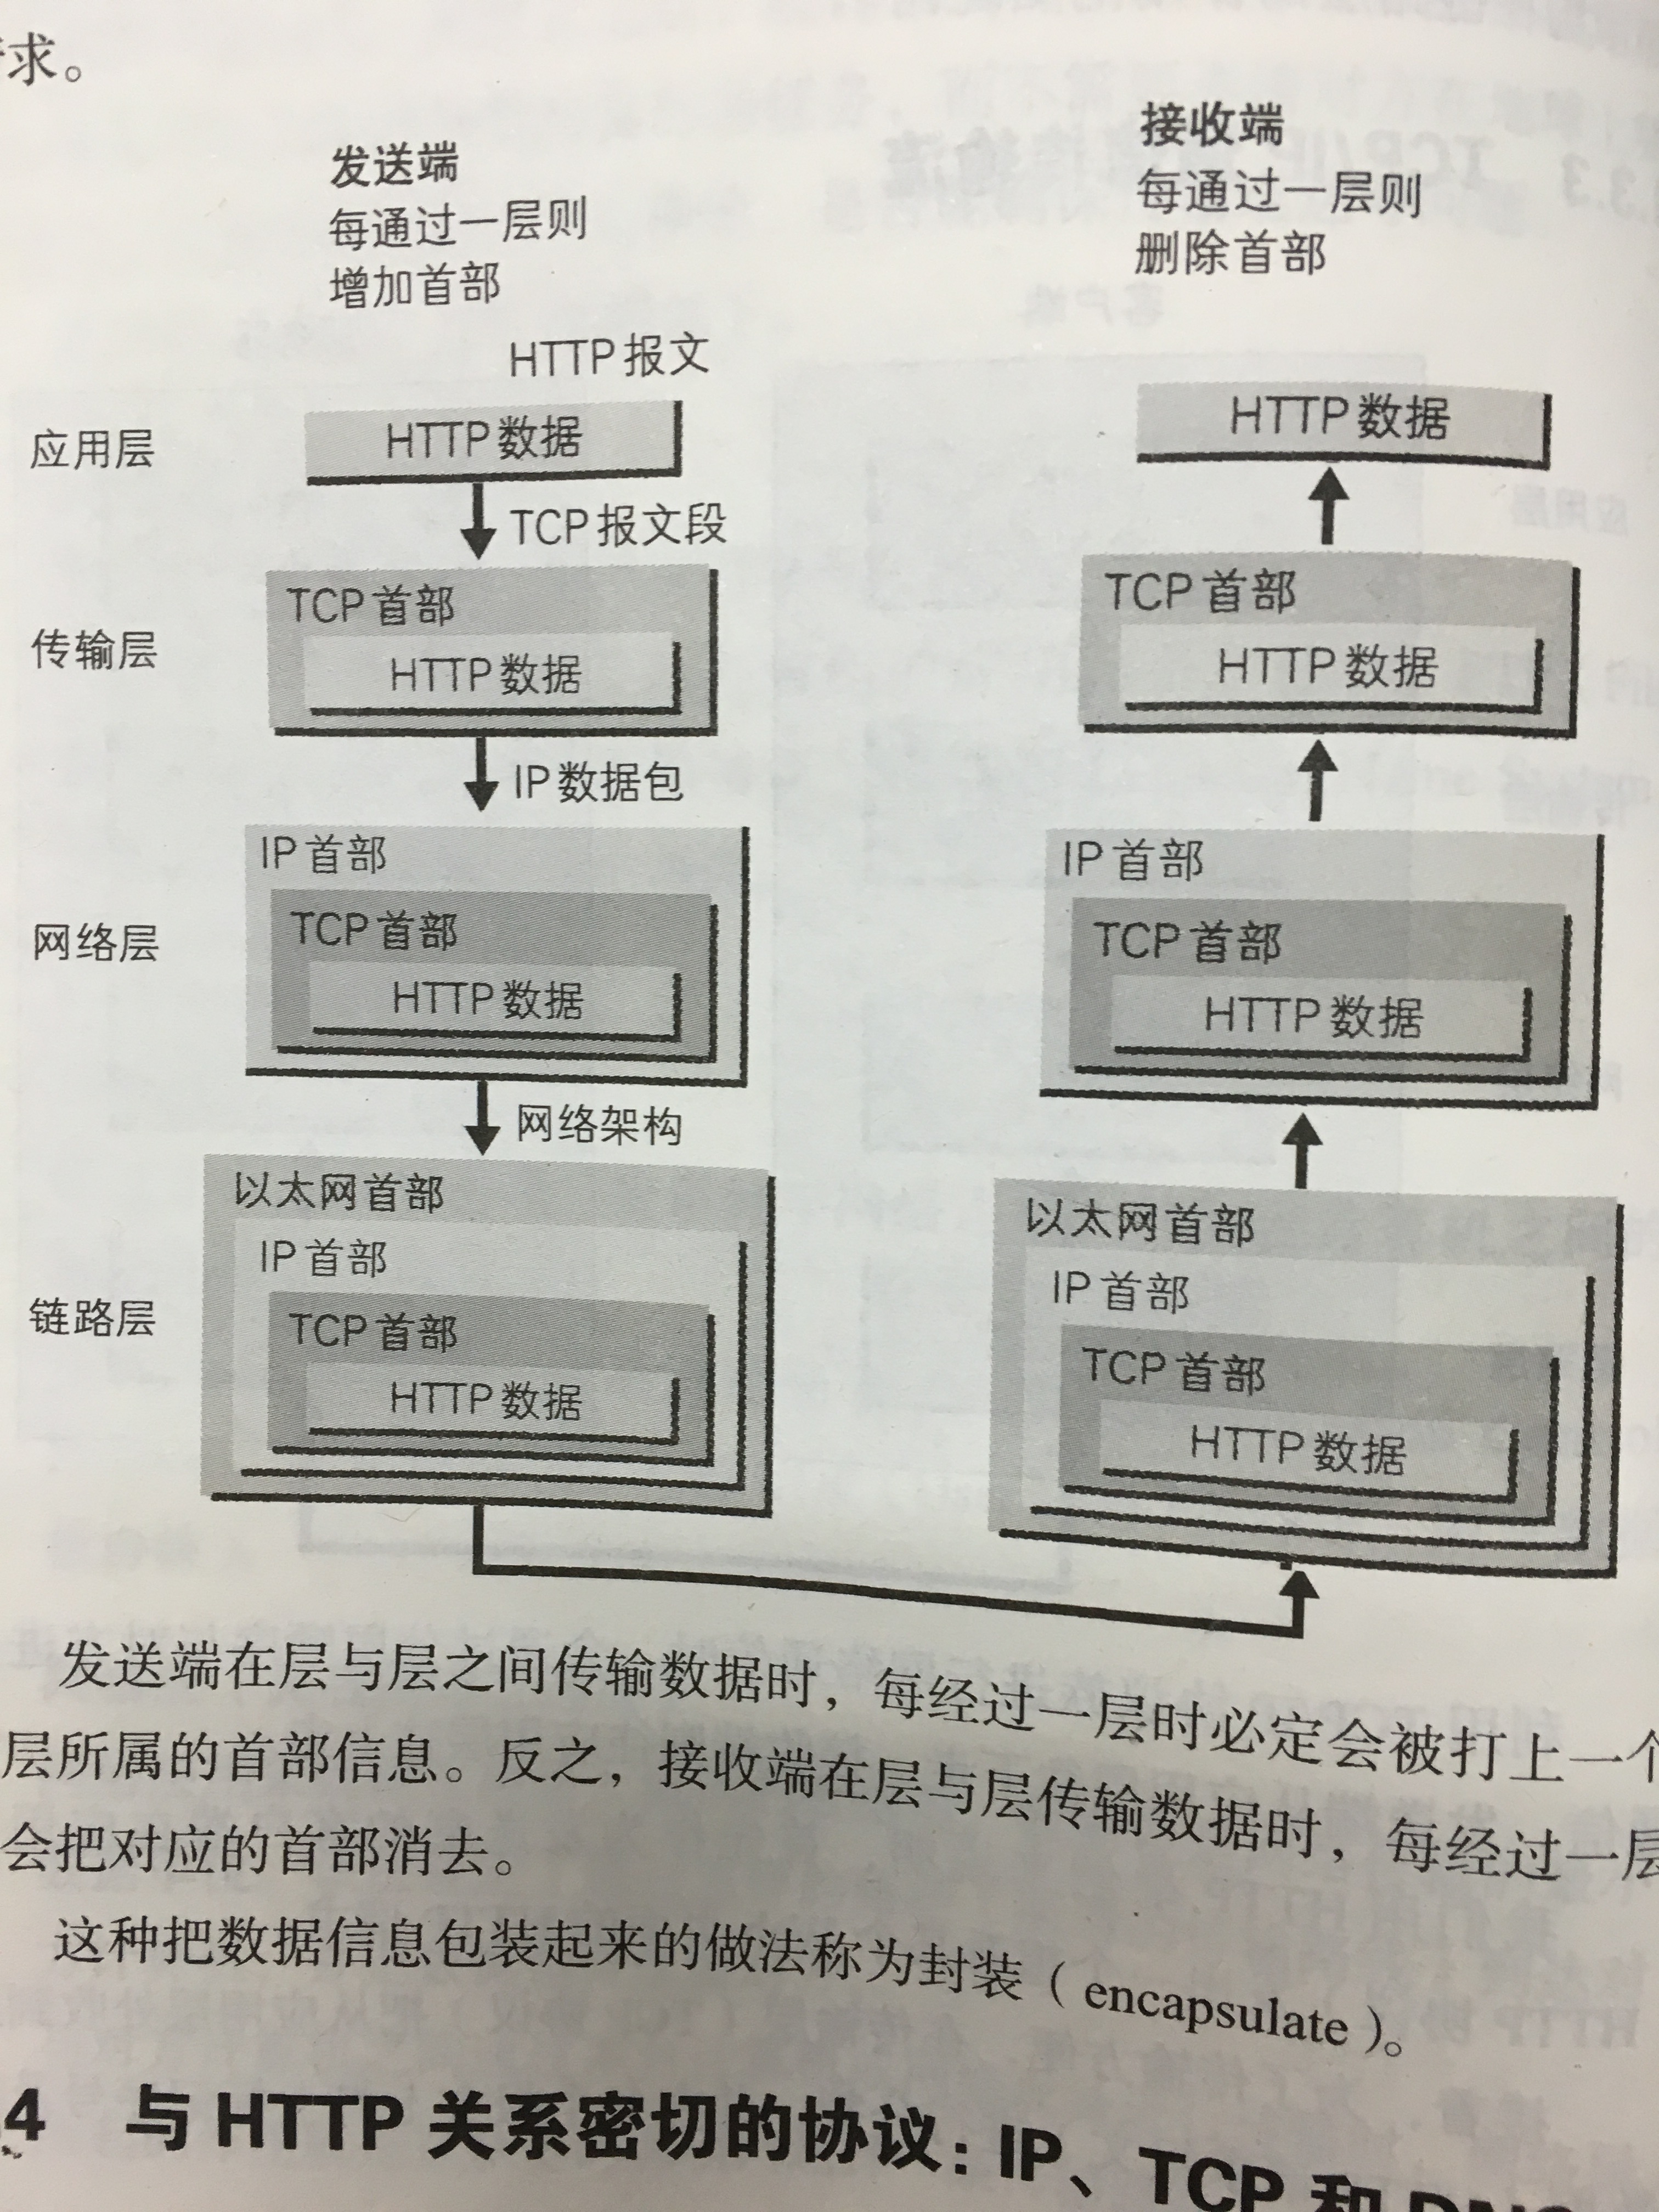 求。
发送端
每通过一层则
增加首部
接收端
每通过一层则
删除首部
HTTP 报文
应用层
HTTP 数据
HTTP 数据
TCP 报文段
传输层
TCP 首部
HTTP 数据
TCP 首部
HTTP 数据
IP 数据包
网络层
IP 首部
TCP 首部
HTTP 数据
IP 首部
TCP 首部
HTTP 数据
网络架构
链路层
以太网首部
IP 首部
TCP 首部
HTTP 数据
以太网首部
IP 首部
TCP 首部
HTTP 数据
发送端在层与层之间传输数据时，每经过一层时必定会被打上一个
层所属的首部信息。反之，接收端在层与层传输数据时，每经过一层
会把对应的首部消去。
这种把数据信息包装起来的做法称为封装（encapsulate）。
4 与 HTTP 关系密切的协议：IP、TCP 和